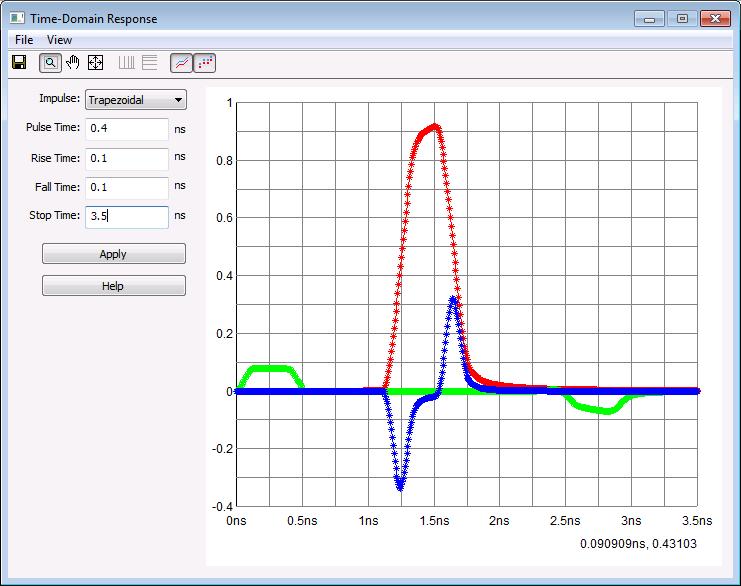 Time-Domain Response
File View
Impulse: Trapezoidal
Pulse Time: 0.4 ns
Rise Time: 0.1 ns
Fall Time: 0.1 ns
Stop Time: 3.5 ns
Apply
Help
1
0.8
0.6
0.4
0.2
0
-0.2
-0.4
0ns 0.5ns 1ns 1.5ns 2ns 2.5ns 3ns 3.5ns
0.090909ns, 0.43103